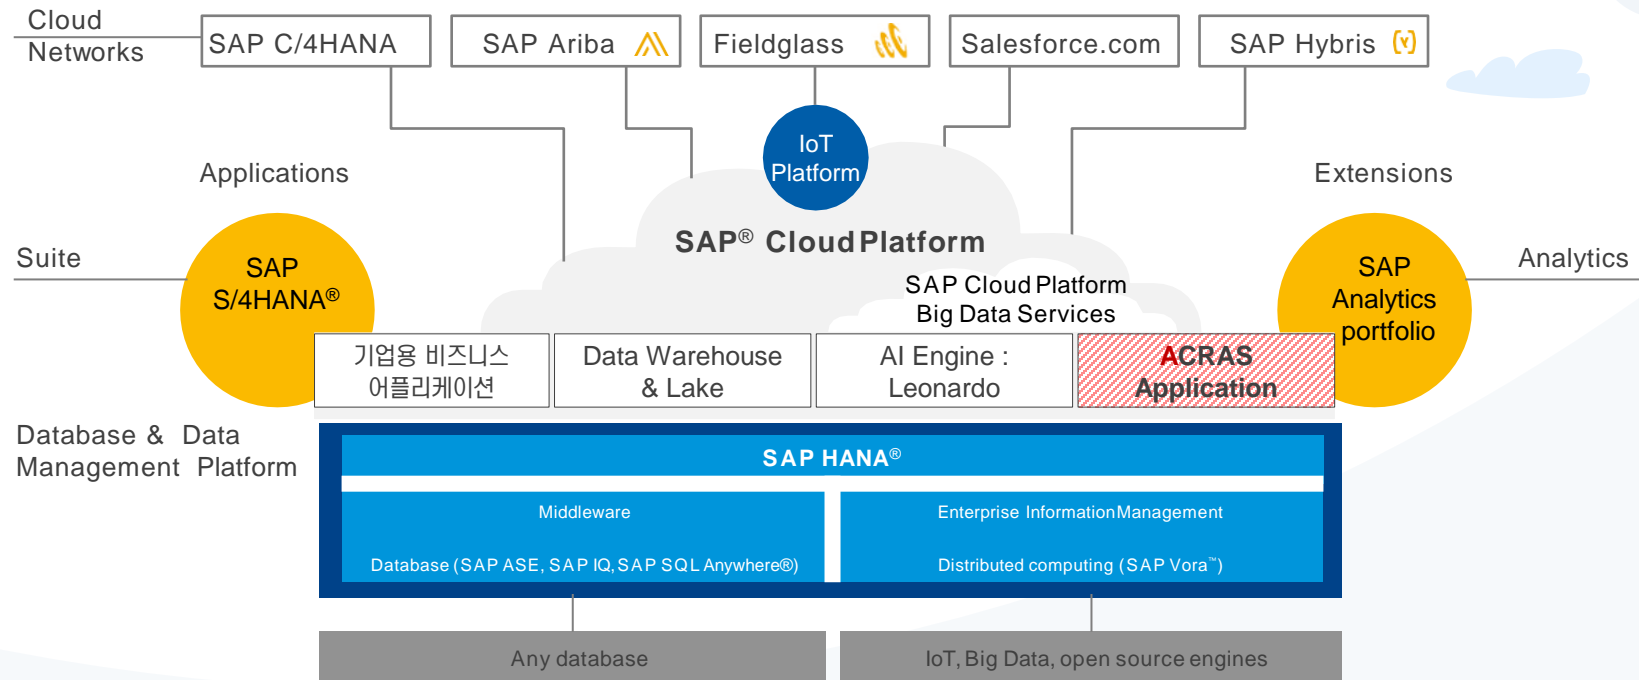 Cloud
Networks
SAP C/4HANA
SAP Ariba
Fieldglass
Salesforce.com
SAP Hybris
IoT
Platform
Applications
Extensions
SAP® Cloud Platform
Suite
SAP
S/4HANA®
SAP Cloud Platform
Big Data Services
SAP
Analytics
portfolio
Analytics
기업용 비즈니스
어플리케이션
Data Warehouse
& Lake
AI Engine :
Leonardo
ACRAS
Application
Database & Data
Management Platform
SAP HANA®
Middleware
Database (SAP ASE, SAP IQ, SAP SQL Anywhere®)
Enterprise Information Management
Distributed computing (SAP Vora™)
Any database
IoT, Big Data, open source engines